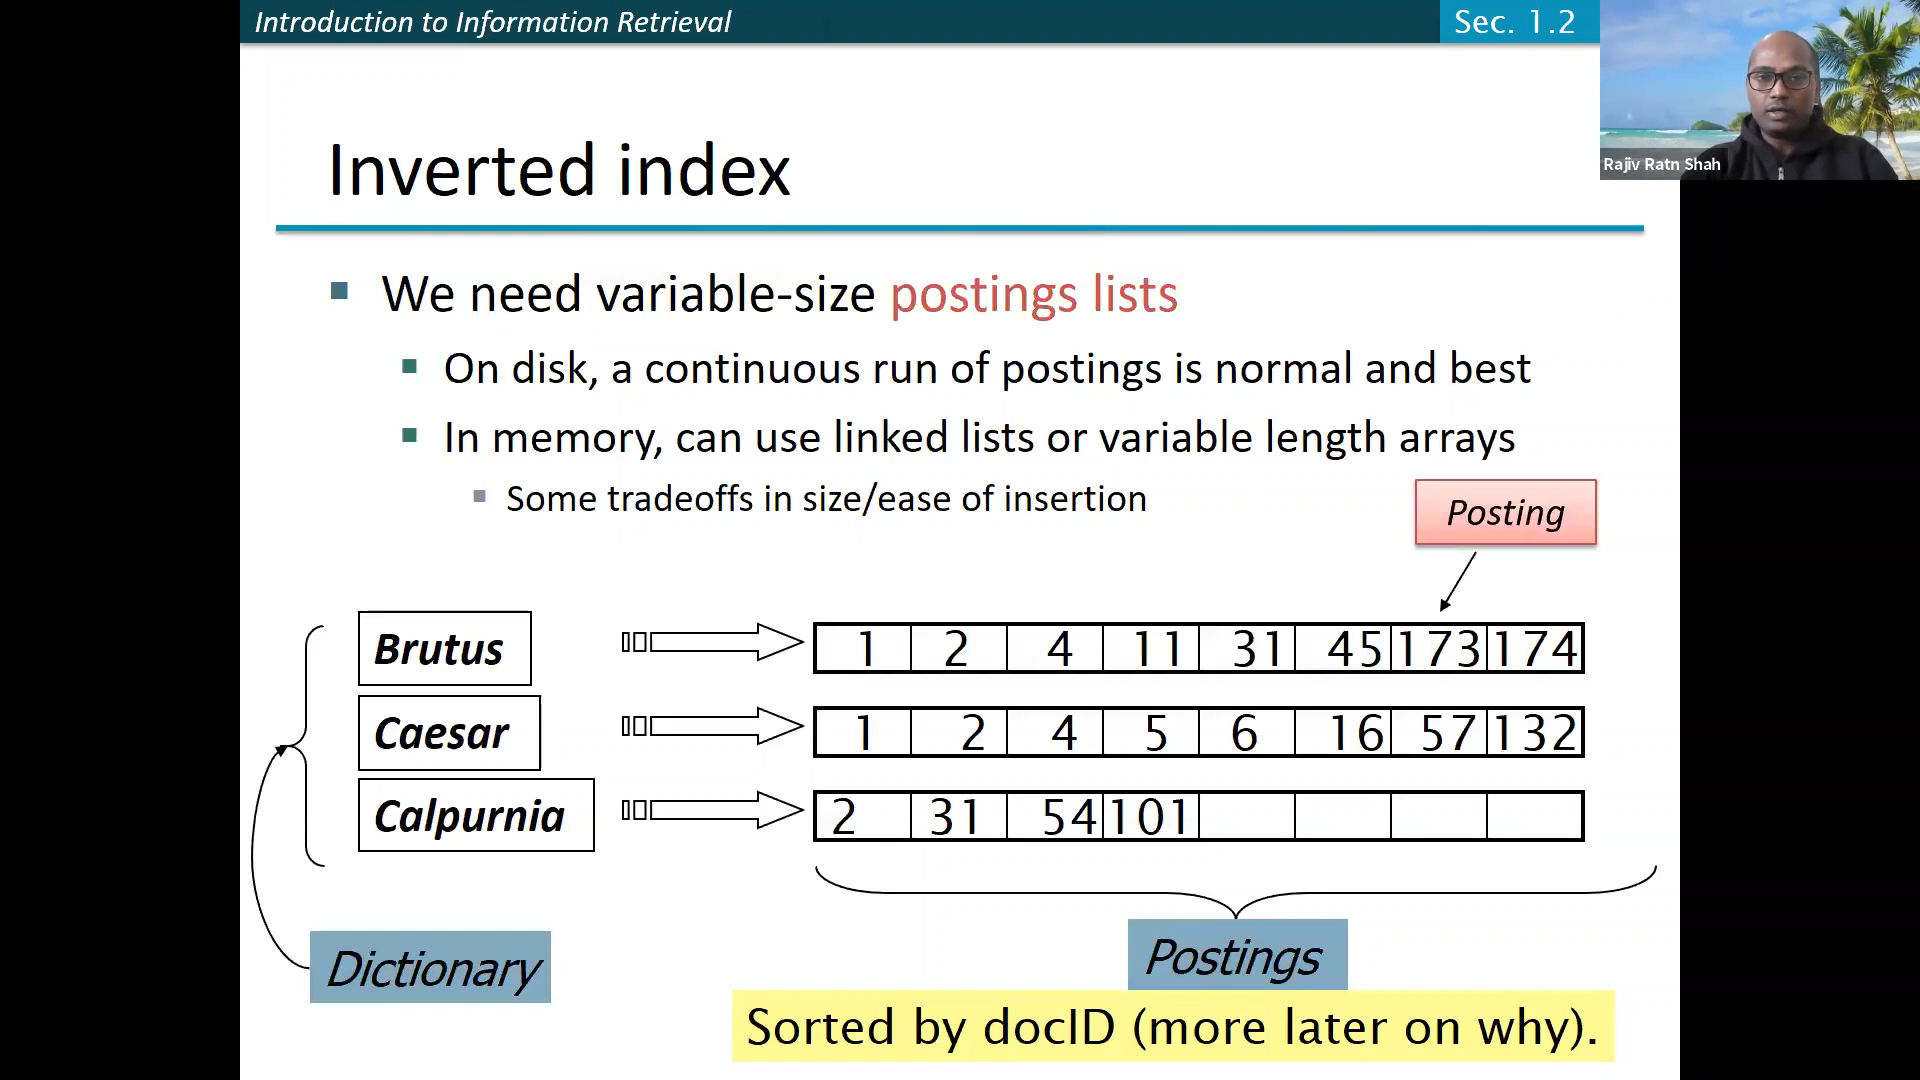 Introduction to Information Retrieval
Sec. 1.2
Rajiv Ratn Shah
Inverted index
We need variable-size postings lists
On disk, a continuous run of postings is normal and best
In memory, can use linked lists or variable length arrays
Some tradeoffs in size/ease of insertion
Posting
Brutus 1 2 4 11 31 45 173 174
Caesar 1 2 4 5 6 16 57 132
Calpurnia 2 31 54 101
Dictionary
Postings
Sorted by docID (more later on why).